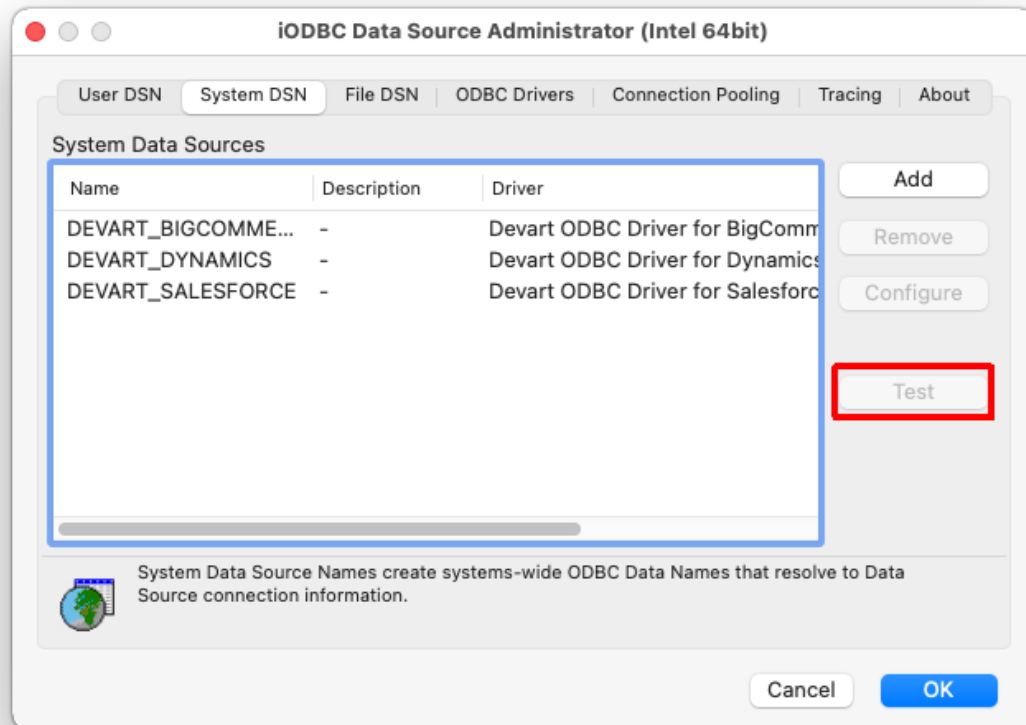 iODBC Data Source Administrator (Intel 64bit)
User DSN System DSN File DSN ODBC Drivers Connection Pooling Tracing About
System Data Sources
Name Description Driver
DEVART_BIGCOMME... - Devart ODBC Driver for BigComm
DEVART_DYNAMICS - Devart ODBC Driver for Dynamics
DEVART_SALESFORCE - Devart ODBC Driver for Salesforc
Add
Remove
Configure
Test
System Data Source Names create systems-wide ODBC Data Names that resolve to Data
Source connection information.
Cancel OK